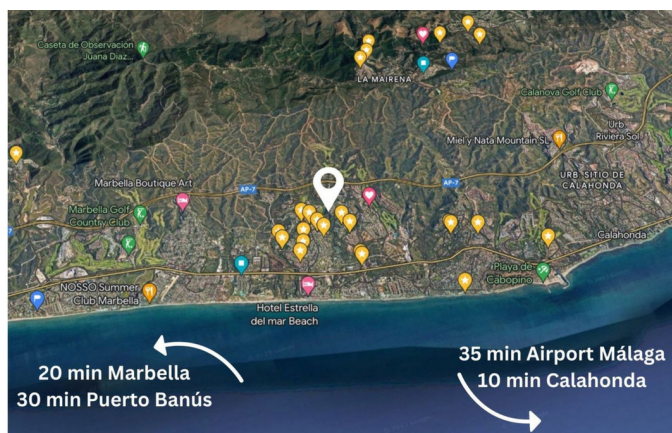 Caseta de Observación
Juana Diaz...
LA MAIRENA
Calanova Golf Club
Urb
Riviera Sol
Miel y Nata Mountain SL
URB. SITIO DE
CALAHONDA
Marbella Boutique Art
AP-7
AP-7
Marbella Golf
Country Club
Calahonda
Playa de
Cabopino
NOSSO Summer
Club Marbella
Hotel Estrella
del mar Beach
20 min Marbella
30 min Puerto Banús
35 min Airport Málaga
10 min Calahonda